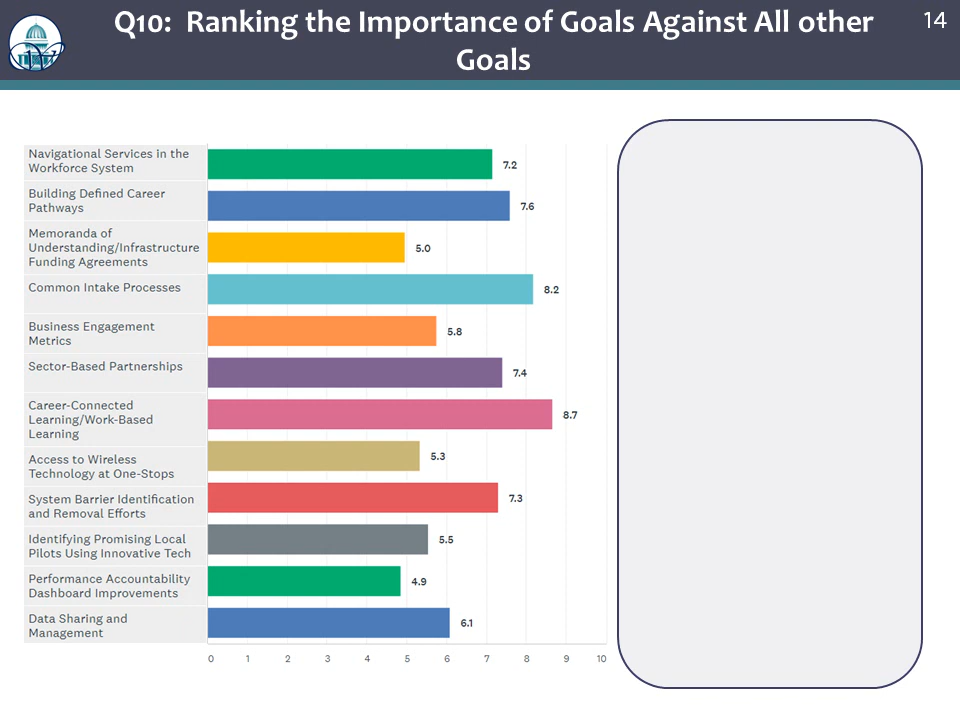 Q10:  Ranking the Importance of Goals Against All other
Goals
14
Navigational Services in the
Workforce System
7.2
Building Defined Career
Pathways
7.6
Memoranda of
Understanding/Infrastructure
Funding Agreements
5.0
Common Intake Processes
8.2
Business Engagement
Metrics
5.8
Sector-Based Partnerships
7.4
Career-Connected
Learning/Work-Based
Learning
8.7
Access to Wireless
Technology at One-Stops
5.3
System Barrier Identification
and Removal Efforts
7.3
Identifying Promising Local
Pilots Using Innovative Tech
5.5
Performance Accountability
Dashboard Improvements
4.9
Data Sharing and
Management
6.1
0 1 2 3 4 5 6 7 8 9 10